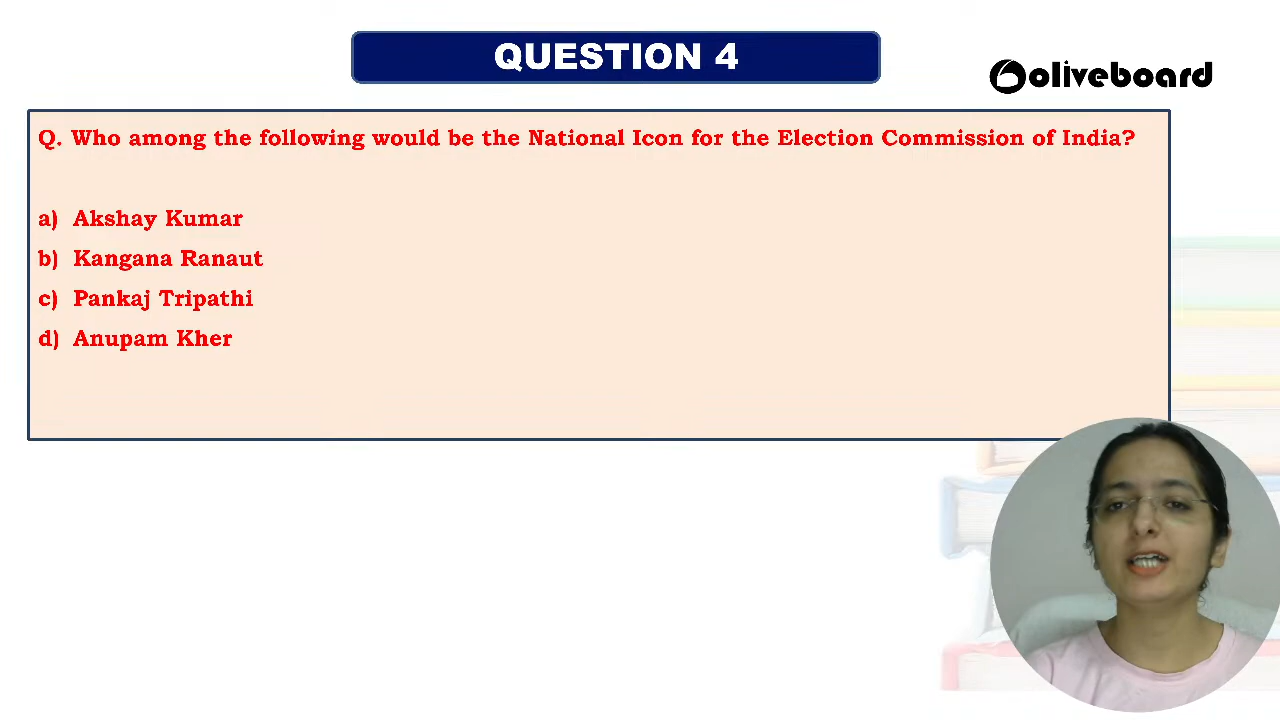 QUESTION 4
oliveboard
Q. Who among the following would be the National Icon for the Election Commission of India?
a) Akshay Kumar
b) Kangana Ranaut
c) Pankaj Tripathi
d) Anupam Kher